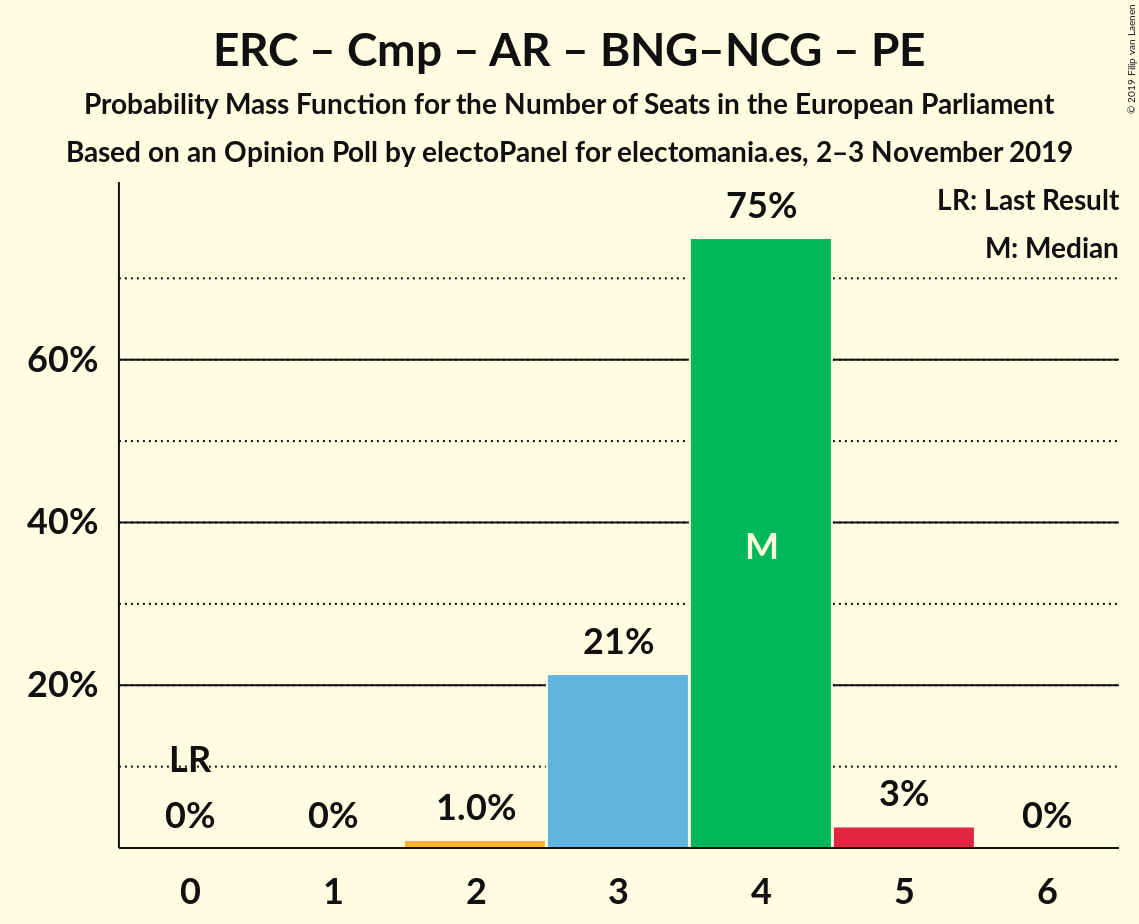 ERC – Cmp – AR – BNG–NCG – PE
Probability Mass Function for the Number of Seats in the European Parliament
Based on an Opinion Poll by electoPanel for electomania.es, 2–3 November 2019
© 2019 Filip van Laenen
LR: Last Result
M: Median
75%
60%
40%
M
21%
20%
LR
0%
0%
1.0%
3%
0%
0 1 2 3 4 5 6